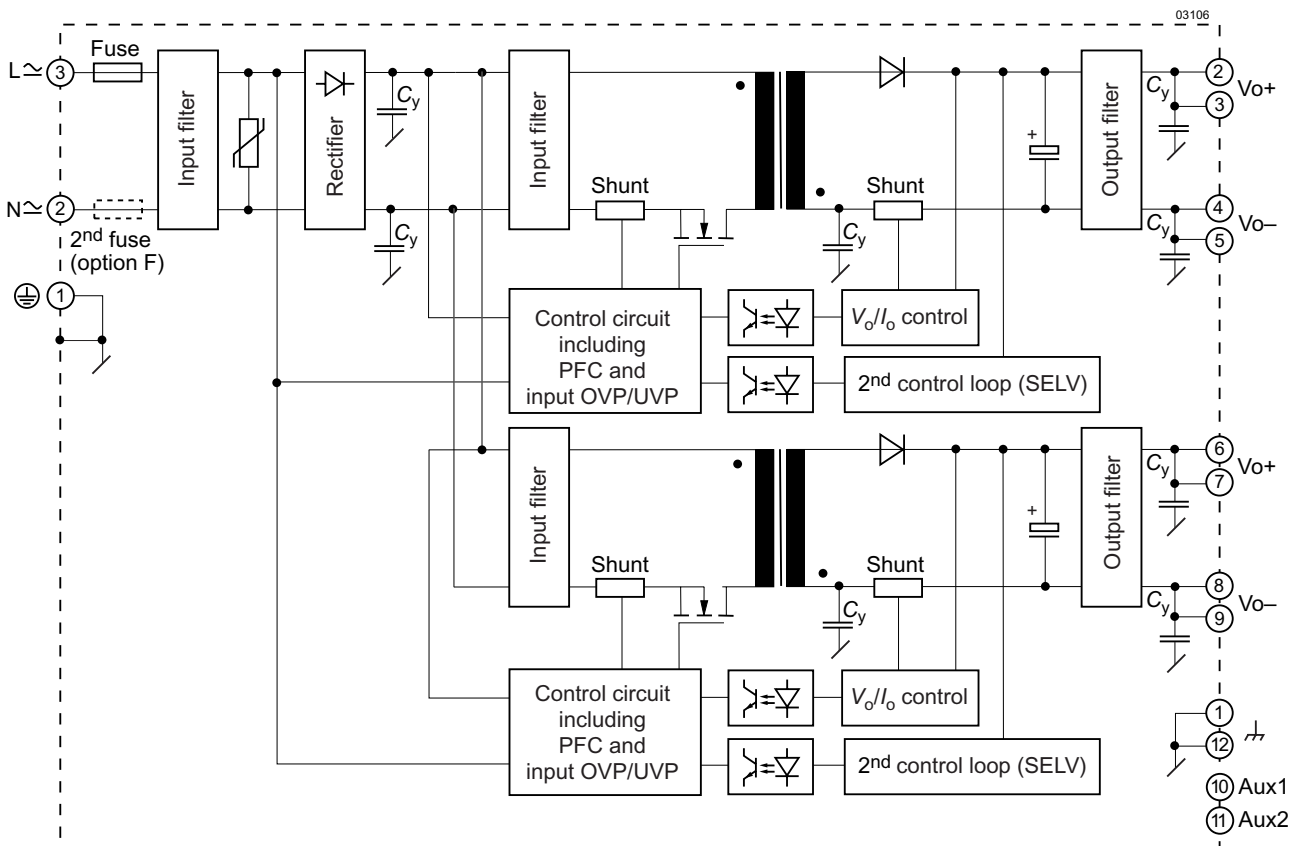 03106
Fuse
L≃ 3
Input filter
Rectifier
Cy
Input filter
Shunt
Shunt
+
Output filter
Cy
2
Vo+
3
N≃ 2
2nd fuse
(option F)
Cy
Cy
Cy
4
Vo–
5
1
Control circuit
including
PFC and
input OVP/UVP
Vo/Io control
2nd control loop (SELV)
Input filter
Shunt
Shunt
+
Output filter
Cy
6
Vo+
7
Cy
Cy
8
Vo–
9
Control circuit
including
PFC and
input OVP/UVP
Vo/Io control
2nd control loop (SELV)
1
12
10 Aux1
11 Aux2